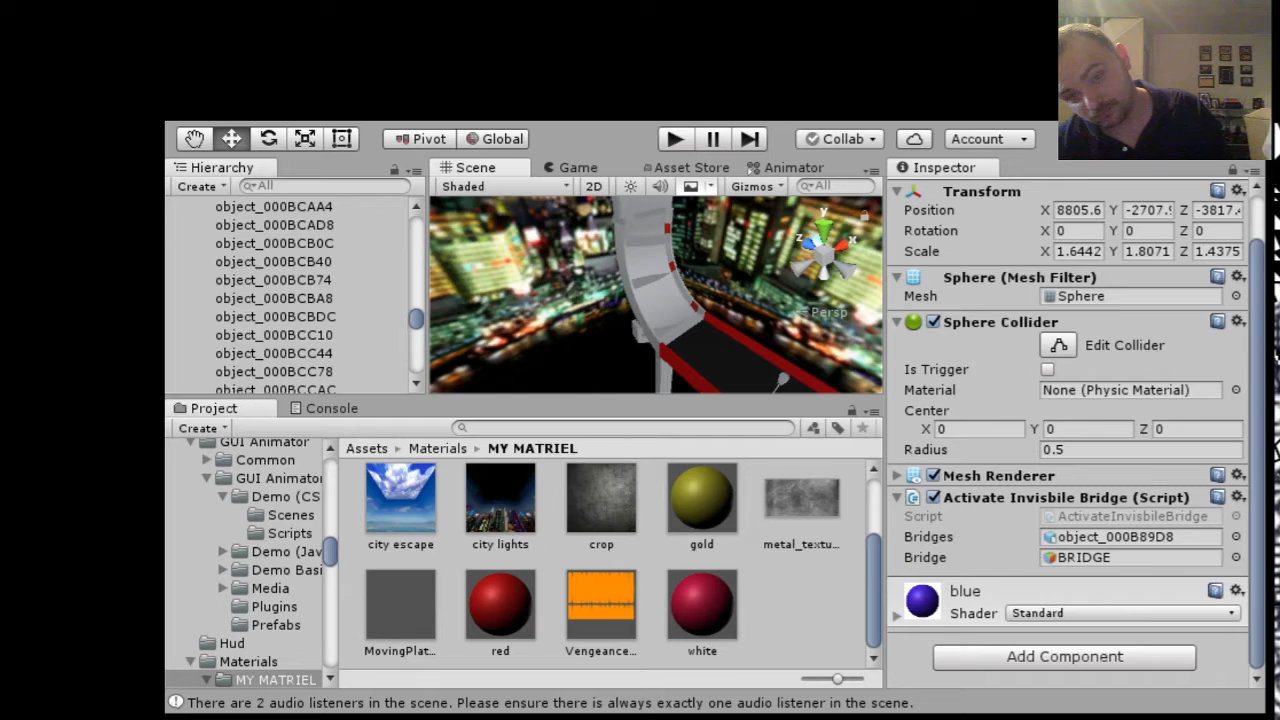 Pivot Global Collab Account
Hierarchy Scene Game Asset Store Animator Inspector
Create All Shaded 2D Gizmos All
Transform
Position X 8805.6 Y -2707.9 Z -3817.4
Rotation X 0 Y 0 Z 0
Scale X 1.6442 Y 1.8071 Z 1.4375
Sphere (Mesh Filter)
Mesh Sphere
Sphere Collider
Edit Collider
Is Trigger
Material None (Physic Material)
Center
X 0 Y 0 Z 0
Radius 0.5
Mesh Renderer
Activate Invisbile Bridge (Script)
Script ActivateInvisbileBridge
Bridges object_000B89D8
Bridge BRIDGE
blue
Shader Standard
Add Component
object_000BCAA4
object_000BCAD8
object_000BCB0C
object_000BCB40
object_000BCB74
object_000BCBA8
object_000BCBDC
object_000BCC10
object_000BCC44
object_000BCC78
object_000BCCAC
y
z x
Persp
Project Console
Create
GUI Animator
Common
GUI Animator
Demo (CS
Scenes
Scripts
Demo (Jav
Demo Basi
Media
Plugins
Prefabs
Hud
Materials
MY MATRIEL
Assets Materials MY MATRIEL
city escape city lights crop gold metal_textu...
MovingPlat... red Vengeance... white
There are 2 audio listeners in the scene. Please ensure there is always exactly one audio listener in the scene.